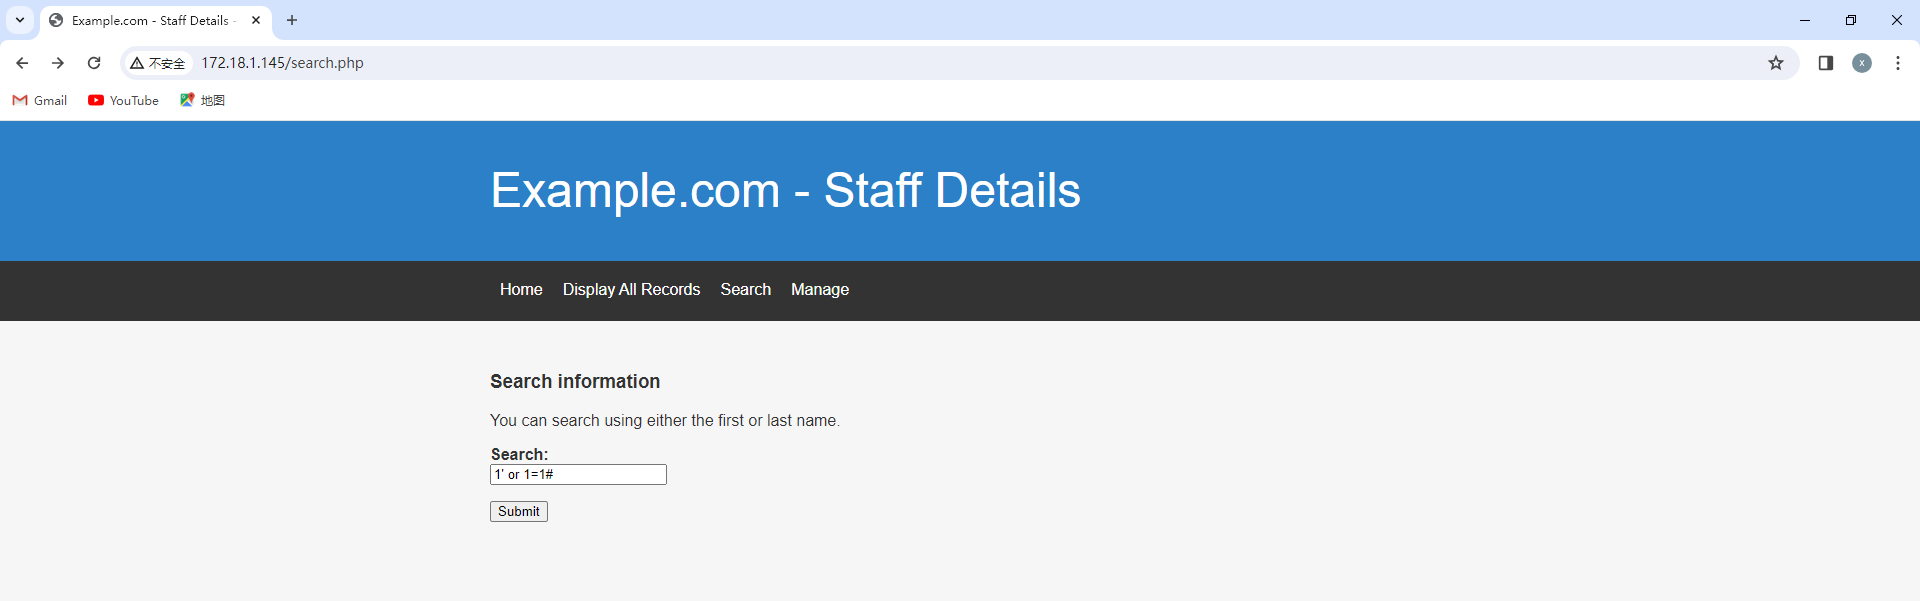 Example.com - Staff Details -
不安全 172.18.1.145/search.php
x
Gmail YouTube 地图
Example.com - Staff Details
Home Display All Records Search Manage
Search information
You can search using either the first or last name.
Search:
1' or 1=1#
Submit